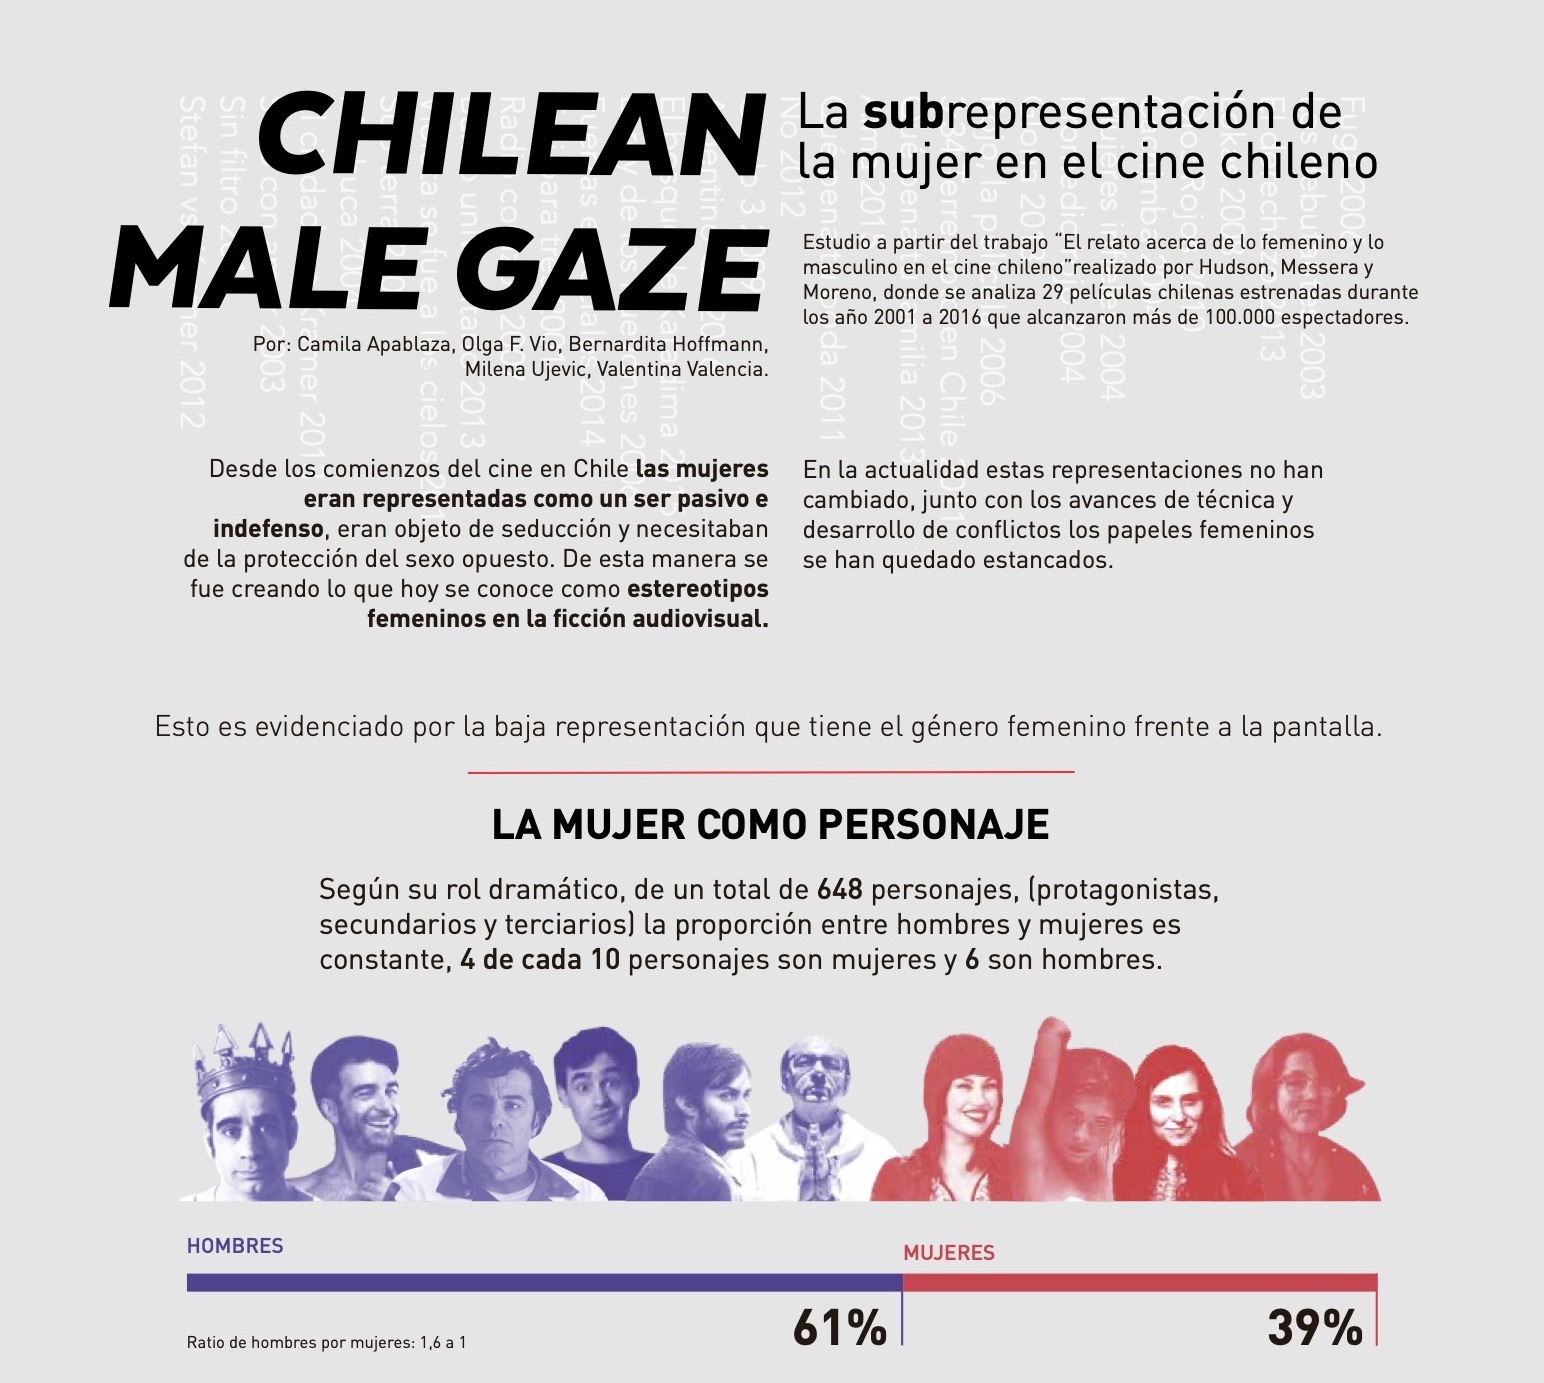 CHILEAN
MALE GAZE
Por: Camila Apablaza, Olga F. Vio, Bernardita Hoffmann,
Milena Ujevic, Valentina Valencia.
La subrepresentación de
la mujer en el cine chileno
Estudio a partir del trabajo “El relato acerca de lo femenino y lo
masculino en el cine chileno”realizado por Hudson, Messera y
Moreno, donde se analiza 29 películas chilenas estrenadas durante
los año 2001 a 2016 que alcanzaron más de 100.000 espectadores.
Desde los comienzos del cine en Chile las mujeres
eran representadas como un ser pasivo e
indefenso, eran objeto de seducción y necesitaban
de la protección del sexo opuesto. De esta manera se
fue creando lo que hoy se conoce como estereotipos
femeninos en la ficción audiovisual.
En la actualidad estas representaciones no han
cambiado, junto con los avances de técnica y
desarrollo de conflictos los papeles femeninos
se han quedado estancados.
Esto es evidenciado por la baja representación que tiene el género femenino frente a la pantalla.
LA MUJER COMO PERSONAJE
Según su rol dramático, de un total de 648 personajes, (protagonistas,
secundarios y terciarios) la proporción entre hombres y mujeres es
constante, 4 de cada 10 personajes son mujeres y 6 son hombres.
HOMBRES
MUJERES
61%
39%
Ratio de hombres por mujeres: 1,6 a 1